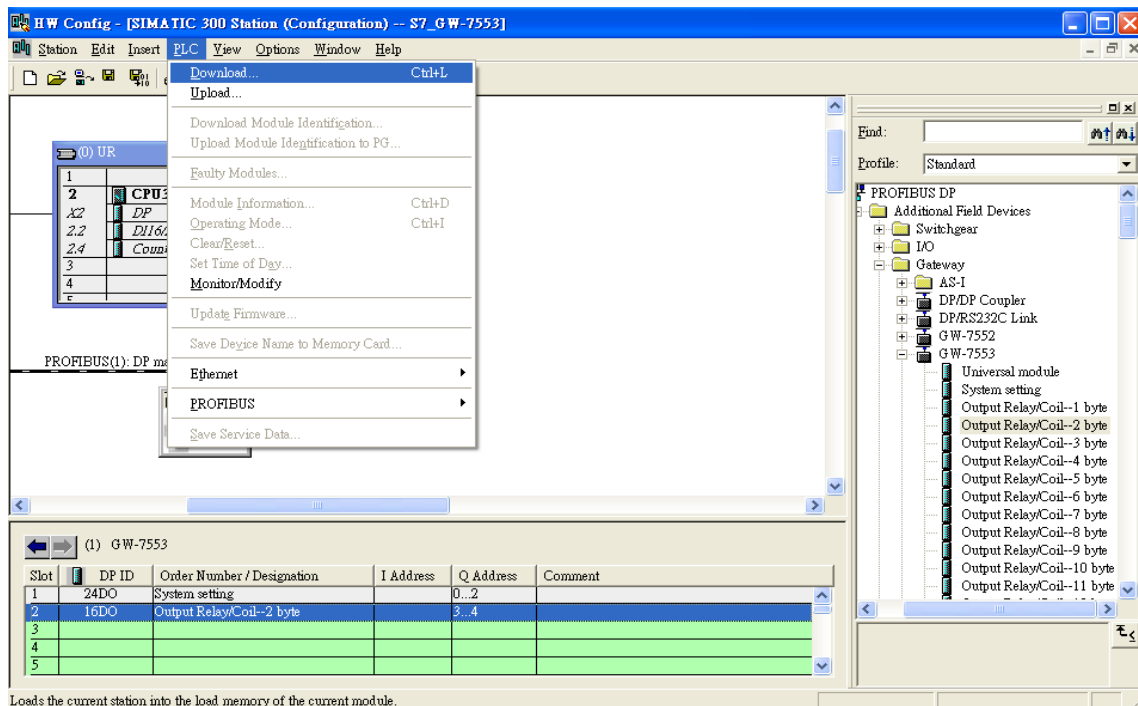 HW Config - [SIMATIC 300 Station (Configuration) -- S7_GW-7553]
Station Edit Insert PLC View Options Window Help
Download... Ctrl+L
Upload...
Download Module Identification...
Upload Module Identification to PG...
Faulty Modules...
Module Information... Ctrl+D
Operating Mode... Ctrl+I
Clear/Reset...
Set Time of Day...
Monitor/Modify
Update Firmware...
Save Device Name to Memory Card...
Ethernet
PROFIBUS
Save Service Data...
(0) UR
1
2 CPU3
X2 DP
2.2 DI16/
2.4 Coun
3
4
PROFIBUS(1): DP ma
Find:
Profile: Standard
PROFIBUS DP
Additional Field Devices
Switchgear
I/O
Gateway
AS-I
DP/DP Coupler
DP/RS232C Link
GW-7552
GW-7553
Universal module
System setting
Output Relay/Coil--1 byte
Output Relay/Coil--2 byte
Output Relay/Coil--3 byte
Output Relay/Coil--4 byte
Output Relay/Coil--5 byte
Output Relay/Coil--6 byte
Output Relay/Coil--7 byte
Output Relay/Coil--8 byte
Output Relay/Coil--9 byte
Output Relay/Coil--10 byte
Output Relay/Coil--11 byte
(1) GW-7553
Slot DP ID Order Number / Designation I Address Q Address Comment
1 24DO System setting 0...2
2 16DO Output Relay/Coil--2 byte 3...4
3
4
5
Loads the current station into the load memory of the current module.